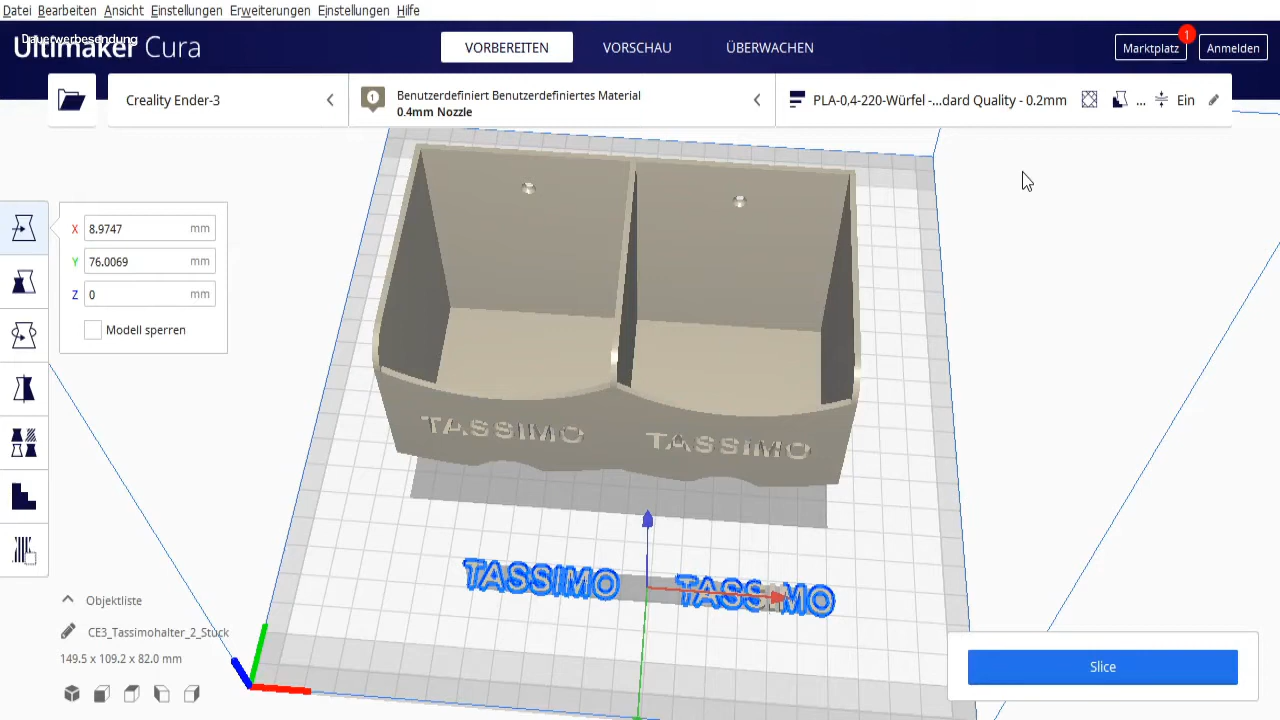 Datei Bearbeiten Ansicht Einstellungen Erweiterungen Einstellungen Hilfe
Dauerwerbesendung
Ultimaker Cura
VORBEREITEN VORSCHAU ÜBERWACHEN
Marktplatz 1 Anmelden
Creality Ender-3
1 Benutzerdefiniert Benutzerdefiniertes Material
0.4mm Nozzle
PLA-0,4-220-Würfel -...dard Quality - 0.2mm ... Ein
X 8.9747 mm
Y 76.0069 mm
Z 0 mm
Modell sperren
TASSIMO TASSIMO
TASSIMO TASSIMO
Objektliste
CE3_Tassimohalter_2_Stück
149.5 x 109.2 x 82.0 mm
Slice